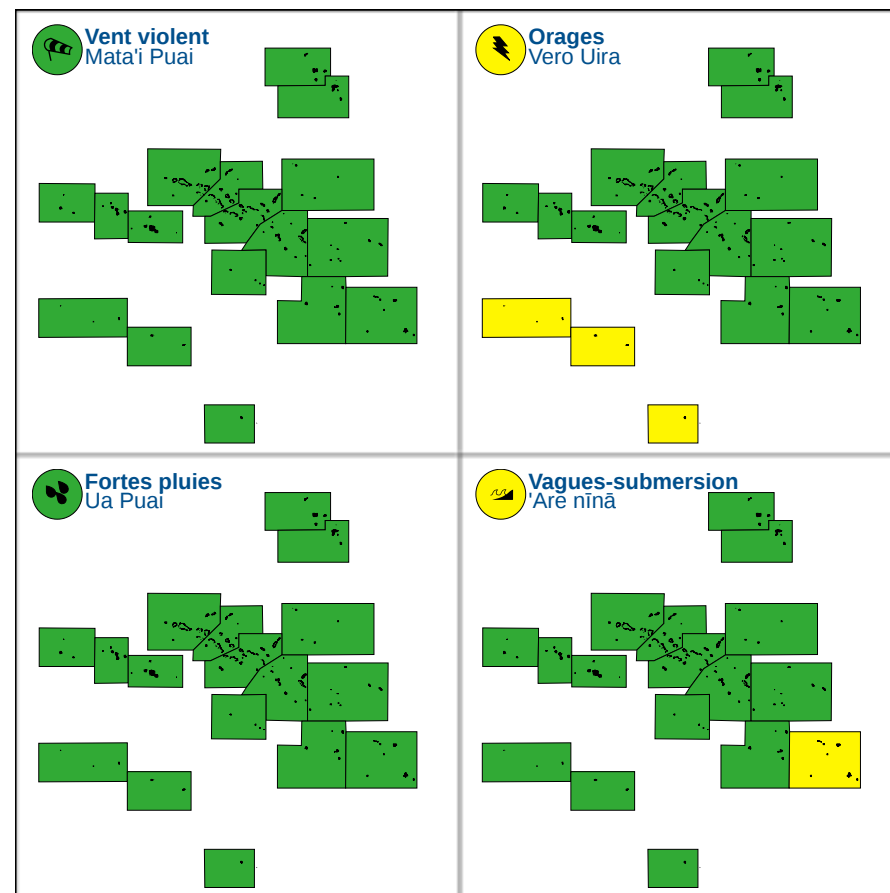 Vent violent
Mata'i Puai
Orages
Vero Uira
Fortes pluies
Ua Puai
Vagues-submersion
'Are nīnā